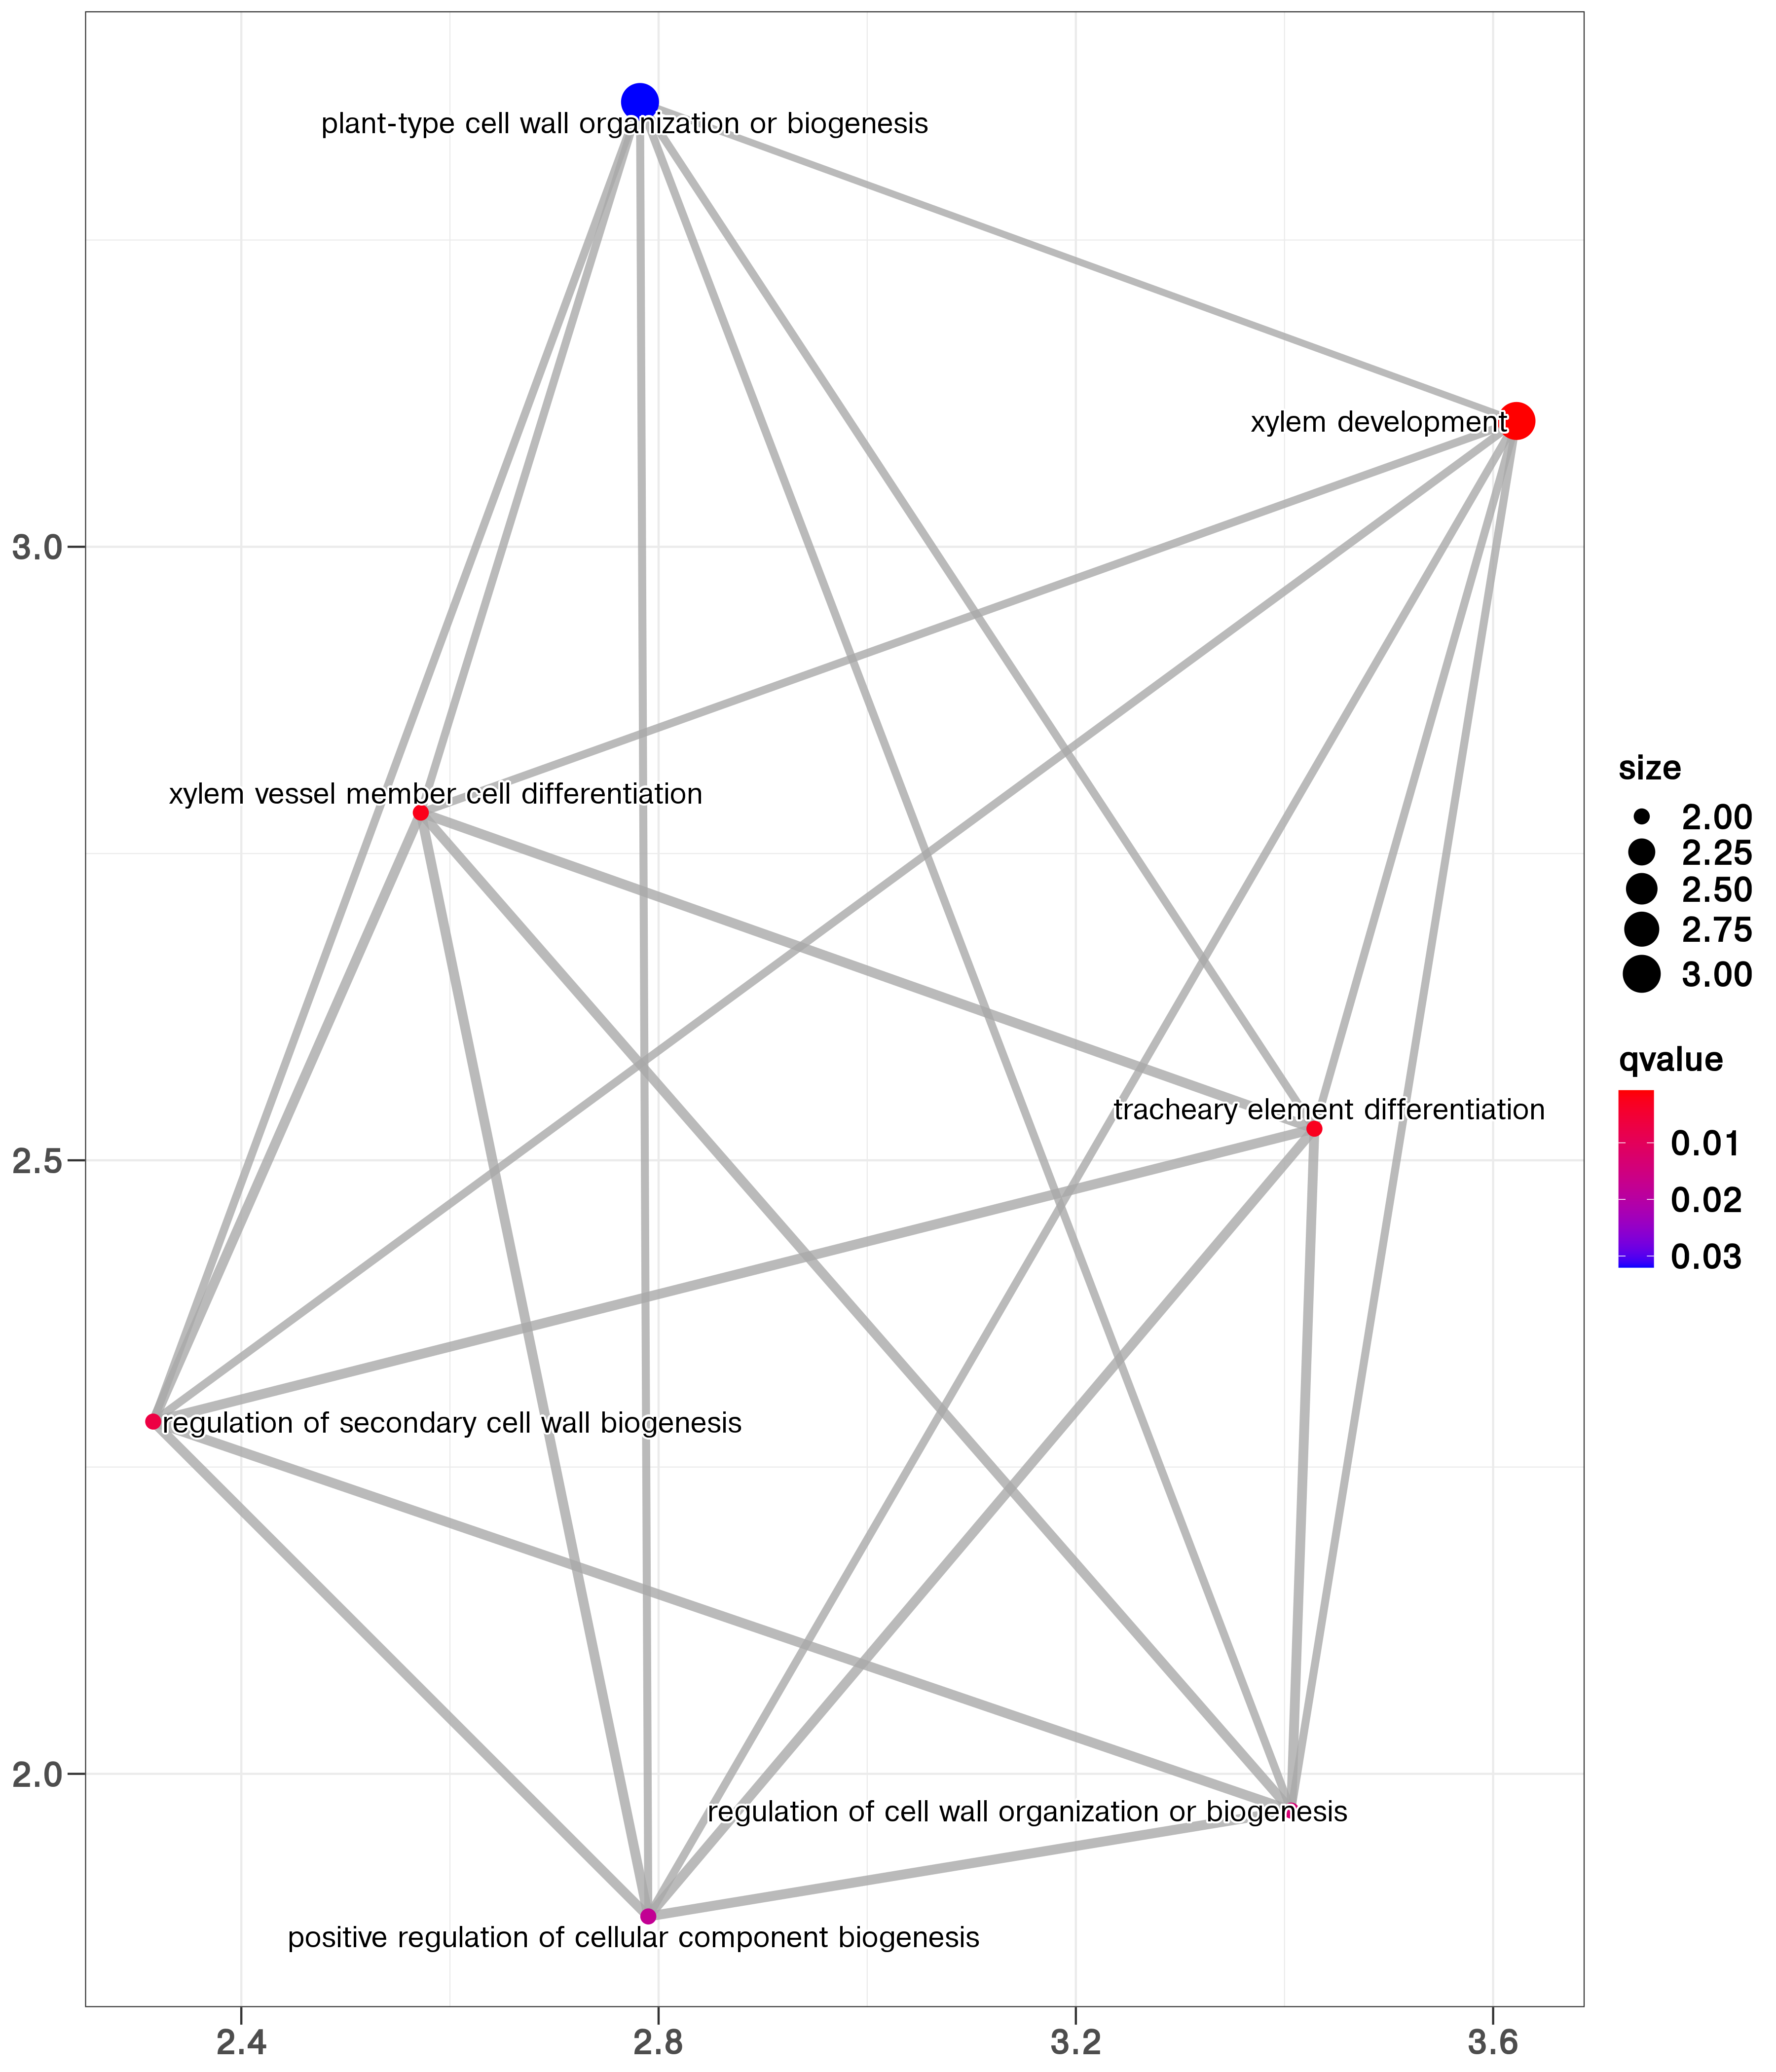 plant-type cell wall organization or biogenesis
xylem development
3.0
xylem vessel member cell differentiation
size
2.00
2.25
2.50
2.75
3.00
qvalue
0.01
0.02
0.03
tracheary element differentiation
2.5
regulation of secondary cell wall biogenesis
2.0
regulation of cell wall organization or biogenesis
positive regulation of cellular component biogenesis
2.4
2.8
3.2
3.6